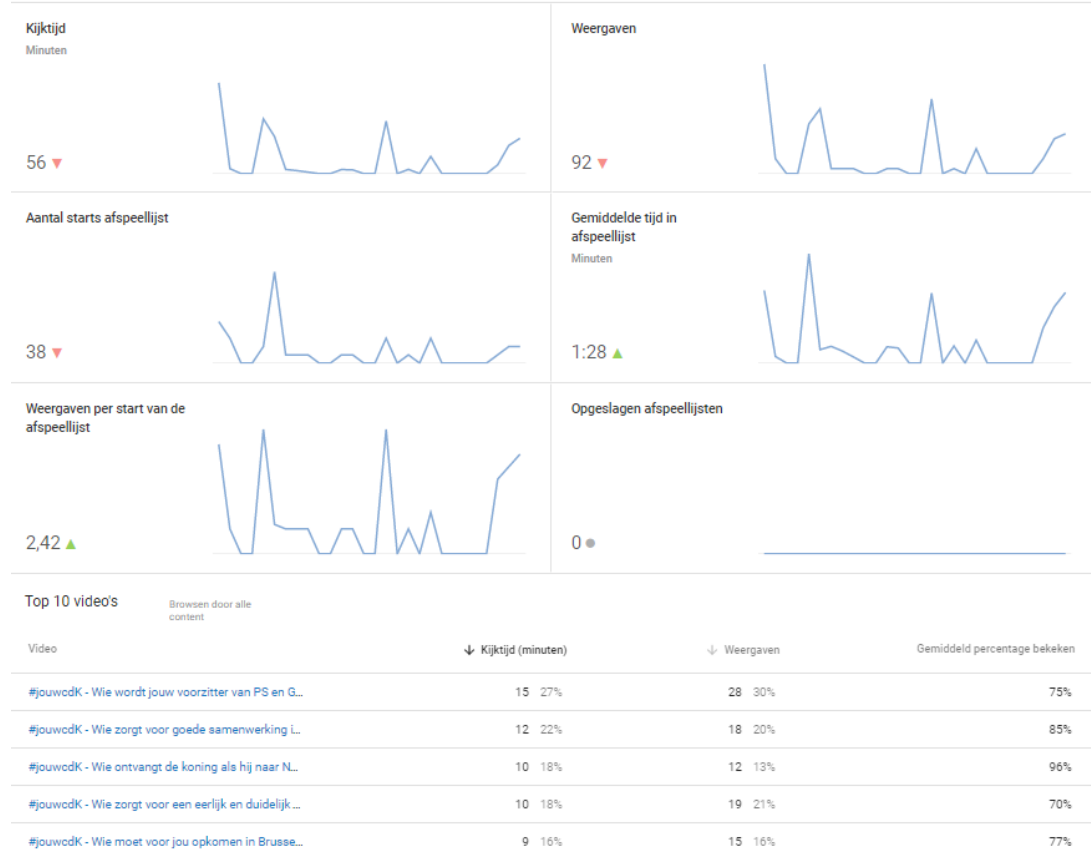 Kijktijd
Minuten
56
Weergaven
92
Aantal starts afspeellijst
38
Gemiddelde tijd in
afspeellijst
Minuten
1:28
Weergaven per start van de
afspeellijst
2,42
Opgeslagen afspeellijsten
0
Top 10 video's
Browsen door alle
content
Video Kijktijd (minuten) Weergaven Gemiddeld percentage bekeken
#jouwcdK - Wie wordt jouw voorzitter van PS en G... 15 27% 28 30% 75%
#jouwcdK - Wie zorgt voor goede samenwerking i... 12 22% 18 20% 85%
#jouwcdK - Wie ontvangt de koning als hij naar N... 10 18% 12 13% 96%
#jouwcdK - Wie zorgt voor een eerlijk en duidelijk ... 10 18% 19 21% 70%
#jouwcdK - Wie moet voor jou opkomen in Brusse... 9 16% 15 16% 77%